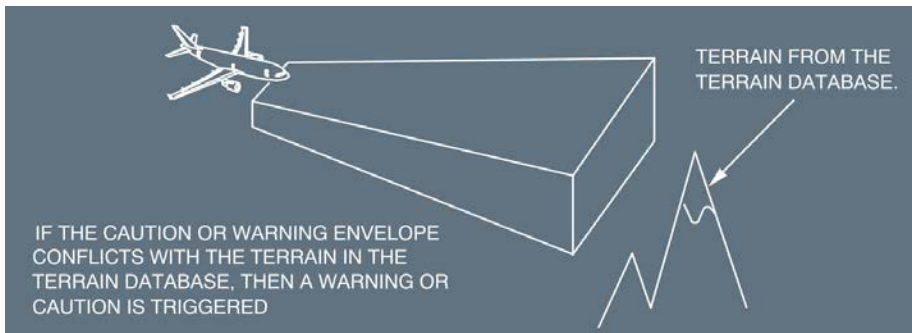 TERRAIN FROM THE
TERRAIN DATABASE.
IF THE CAUTION OR WARNING ENVELOPE
CONFLICTS WITH THE TERRAIN IN THE
TERRAIN DATABASE, THEN A WARNING OR
CAUTION IS TRIGGERED